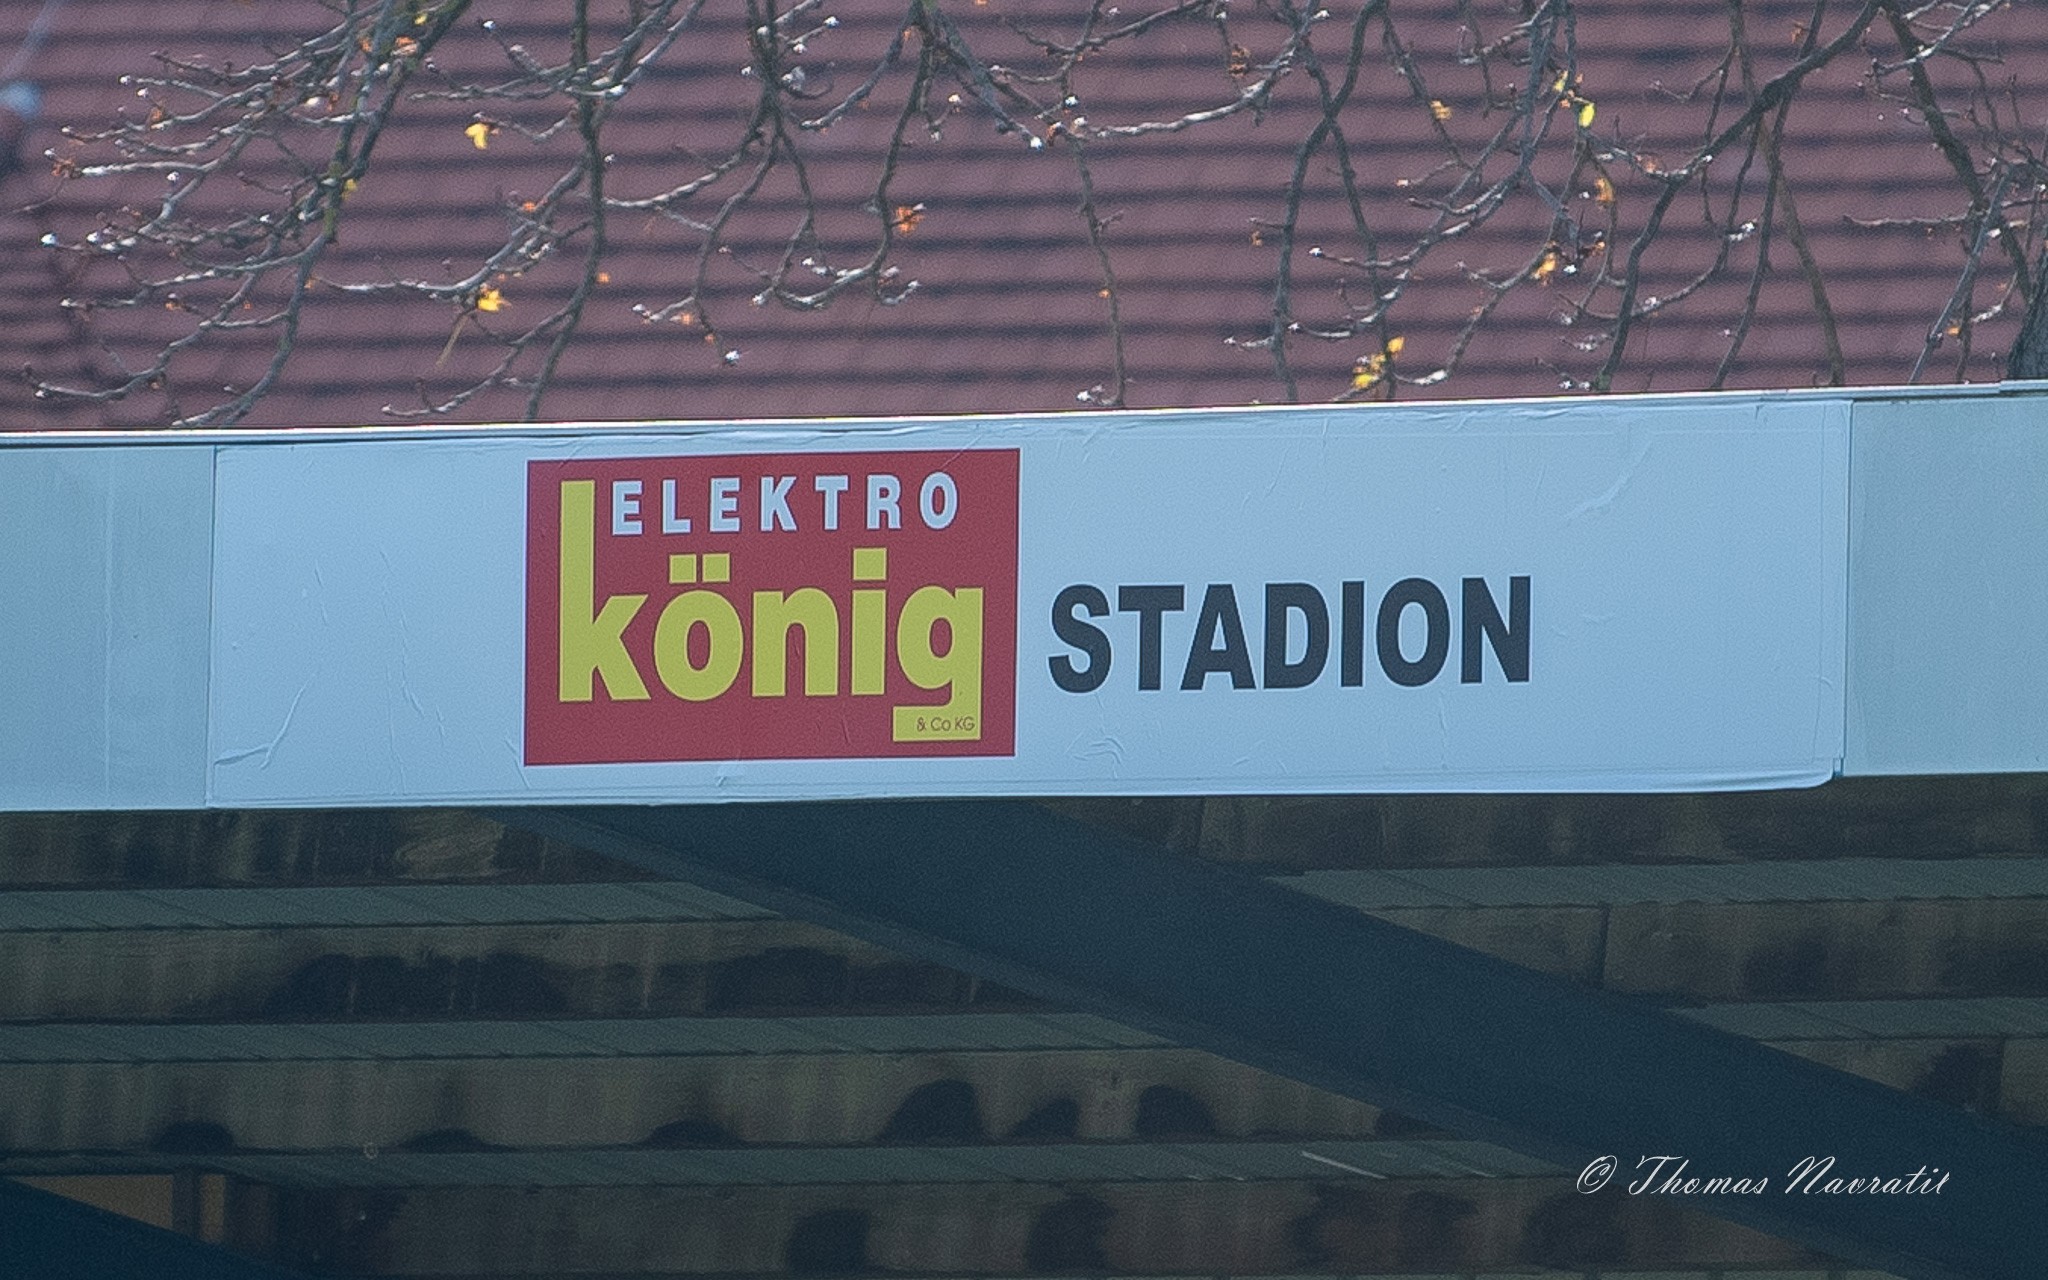 ELEKTRO
könig
& Co KG
STADION
© Thomas Navratil